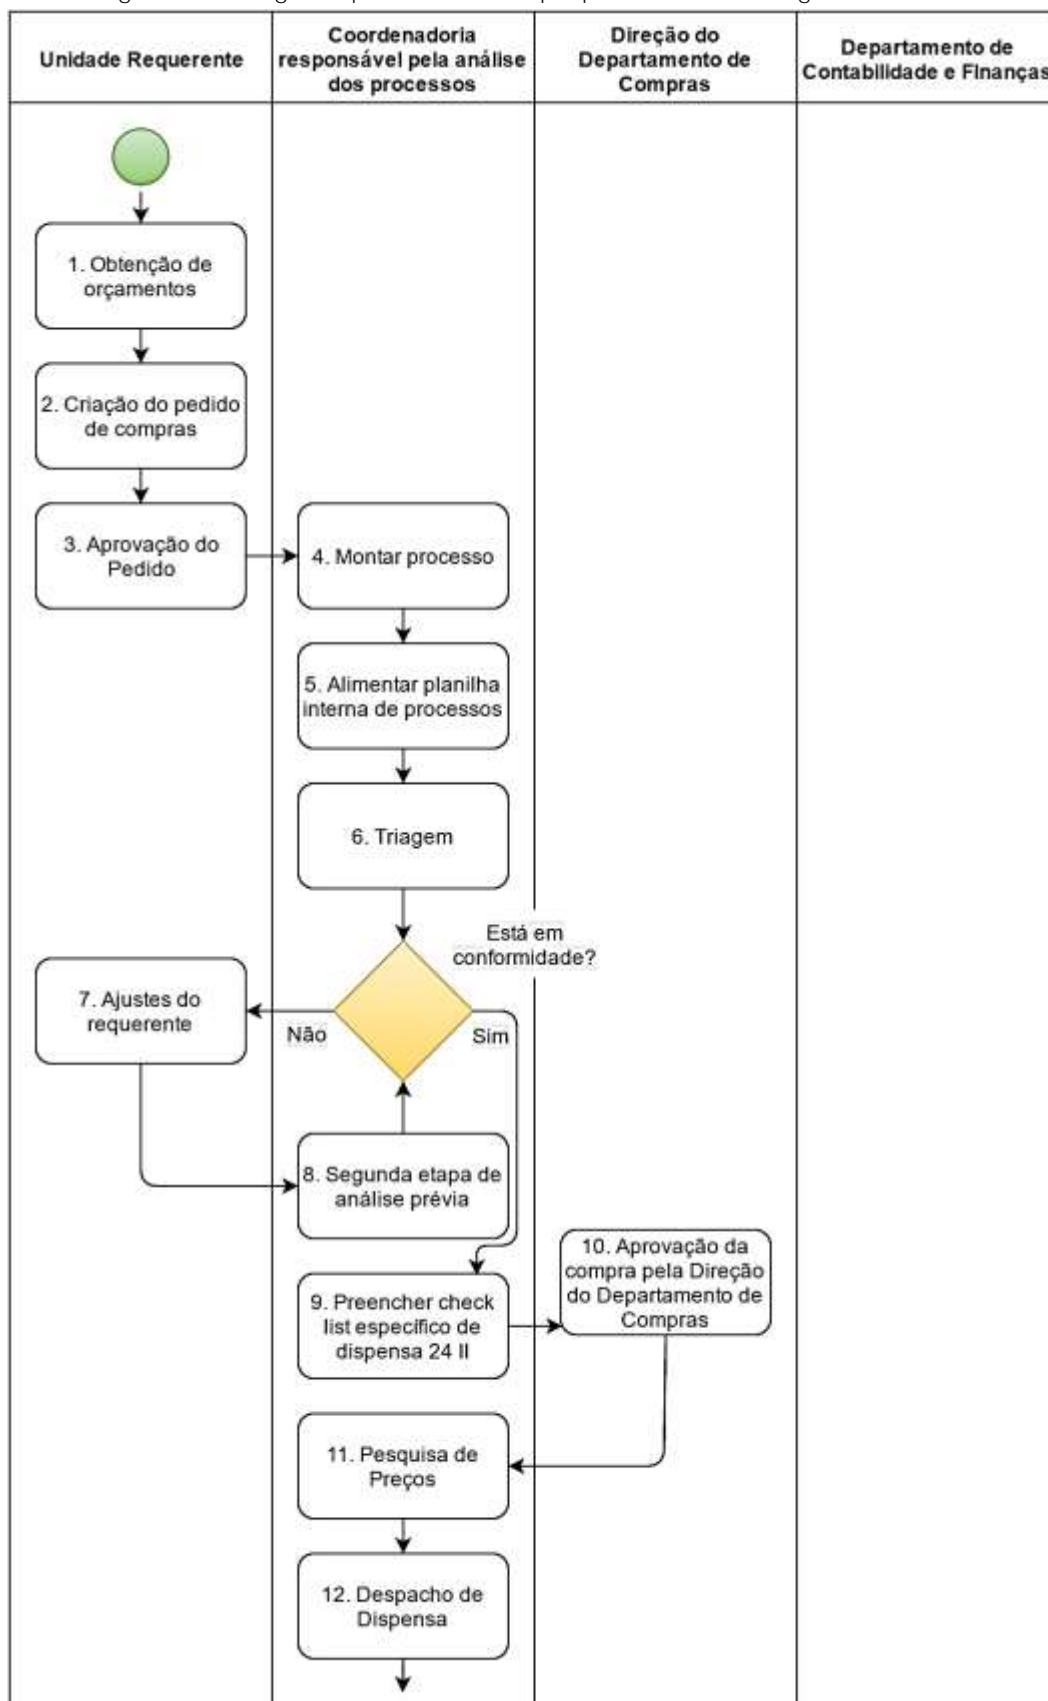 Unidade Requerente
Coordenadoria
responsável pela análise
dos processos
Direção do
Departamento de
Compras
Departamento de
Contabilidade e FInanças
1. Obtenção de
orçamentos
2. Criação do pedido
de compras
3. Aprovação do
Pedido
4. Montar processo
5. Alimentar planilha
interna de processos
6. Triagem
Está em
conformidade?
7. Ajustes do
requerente
Não
Sim
8. Segunda etapa de
análise prévia
9. Preencher check
list específico de
dispensa 24 II
10. Aprovação da
compra pela Direção
do Departamento de
Compras
11. Pesquisa de
Preços
12. Despacho de
Dispensa